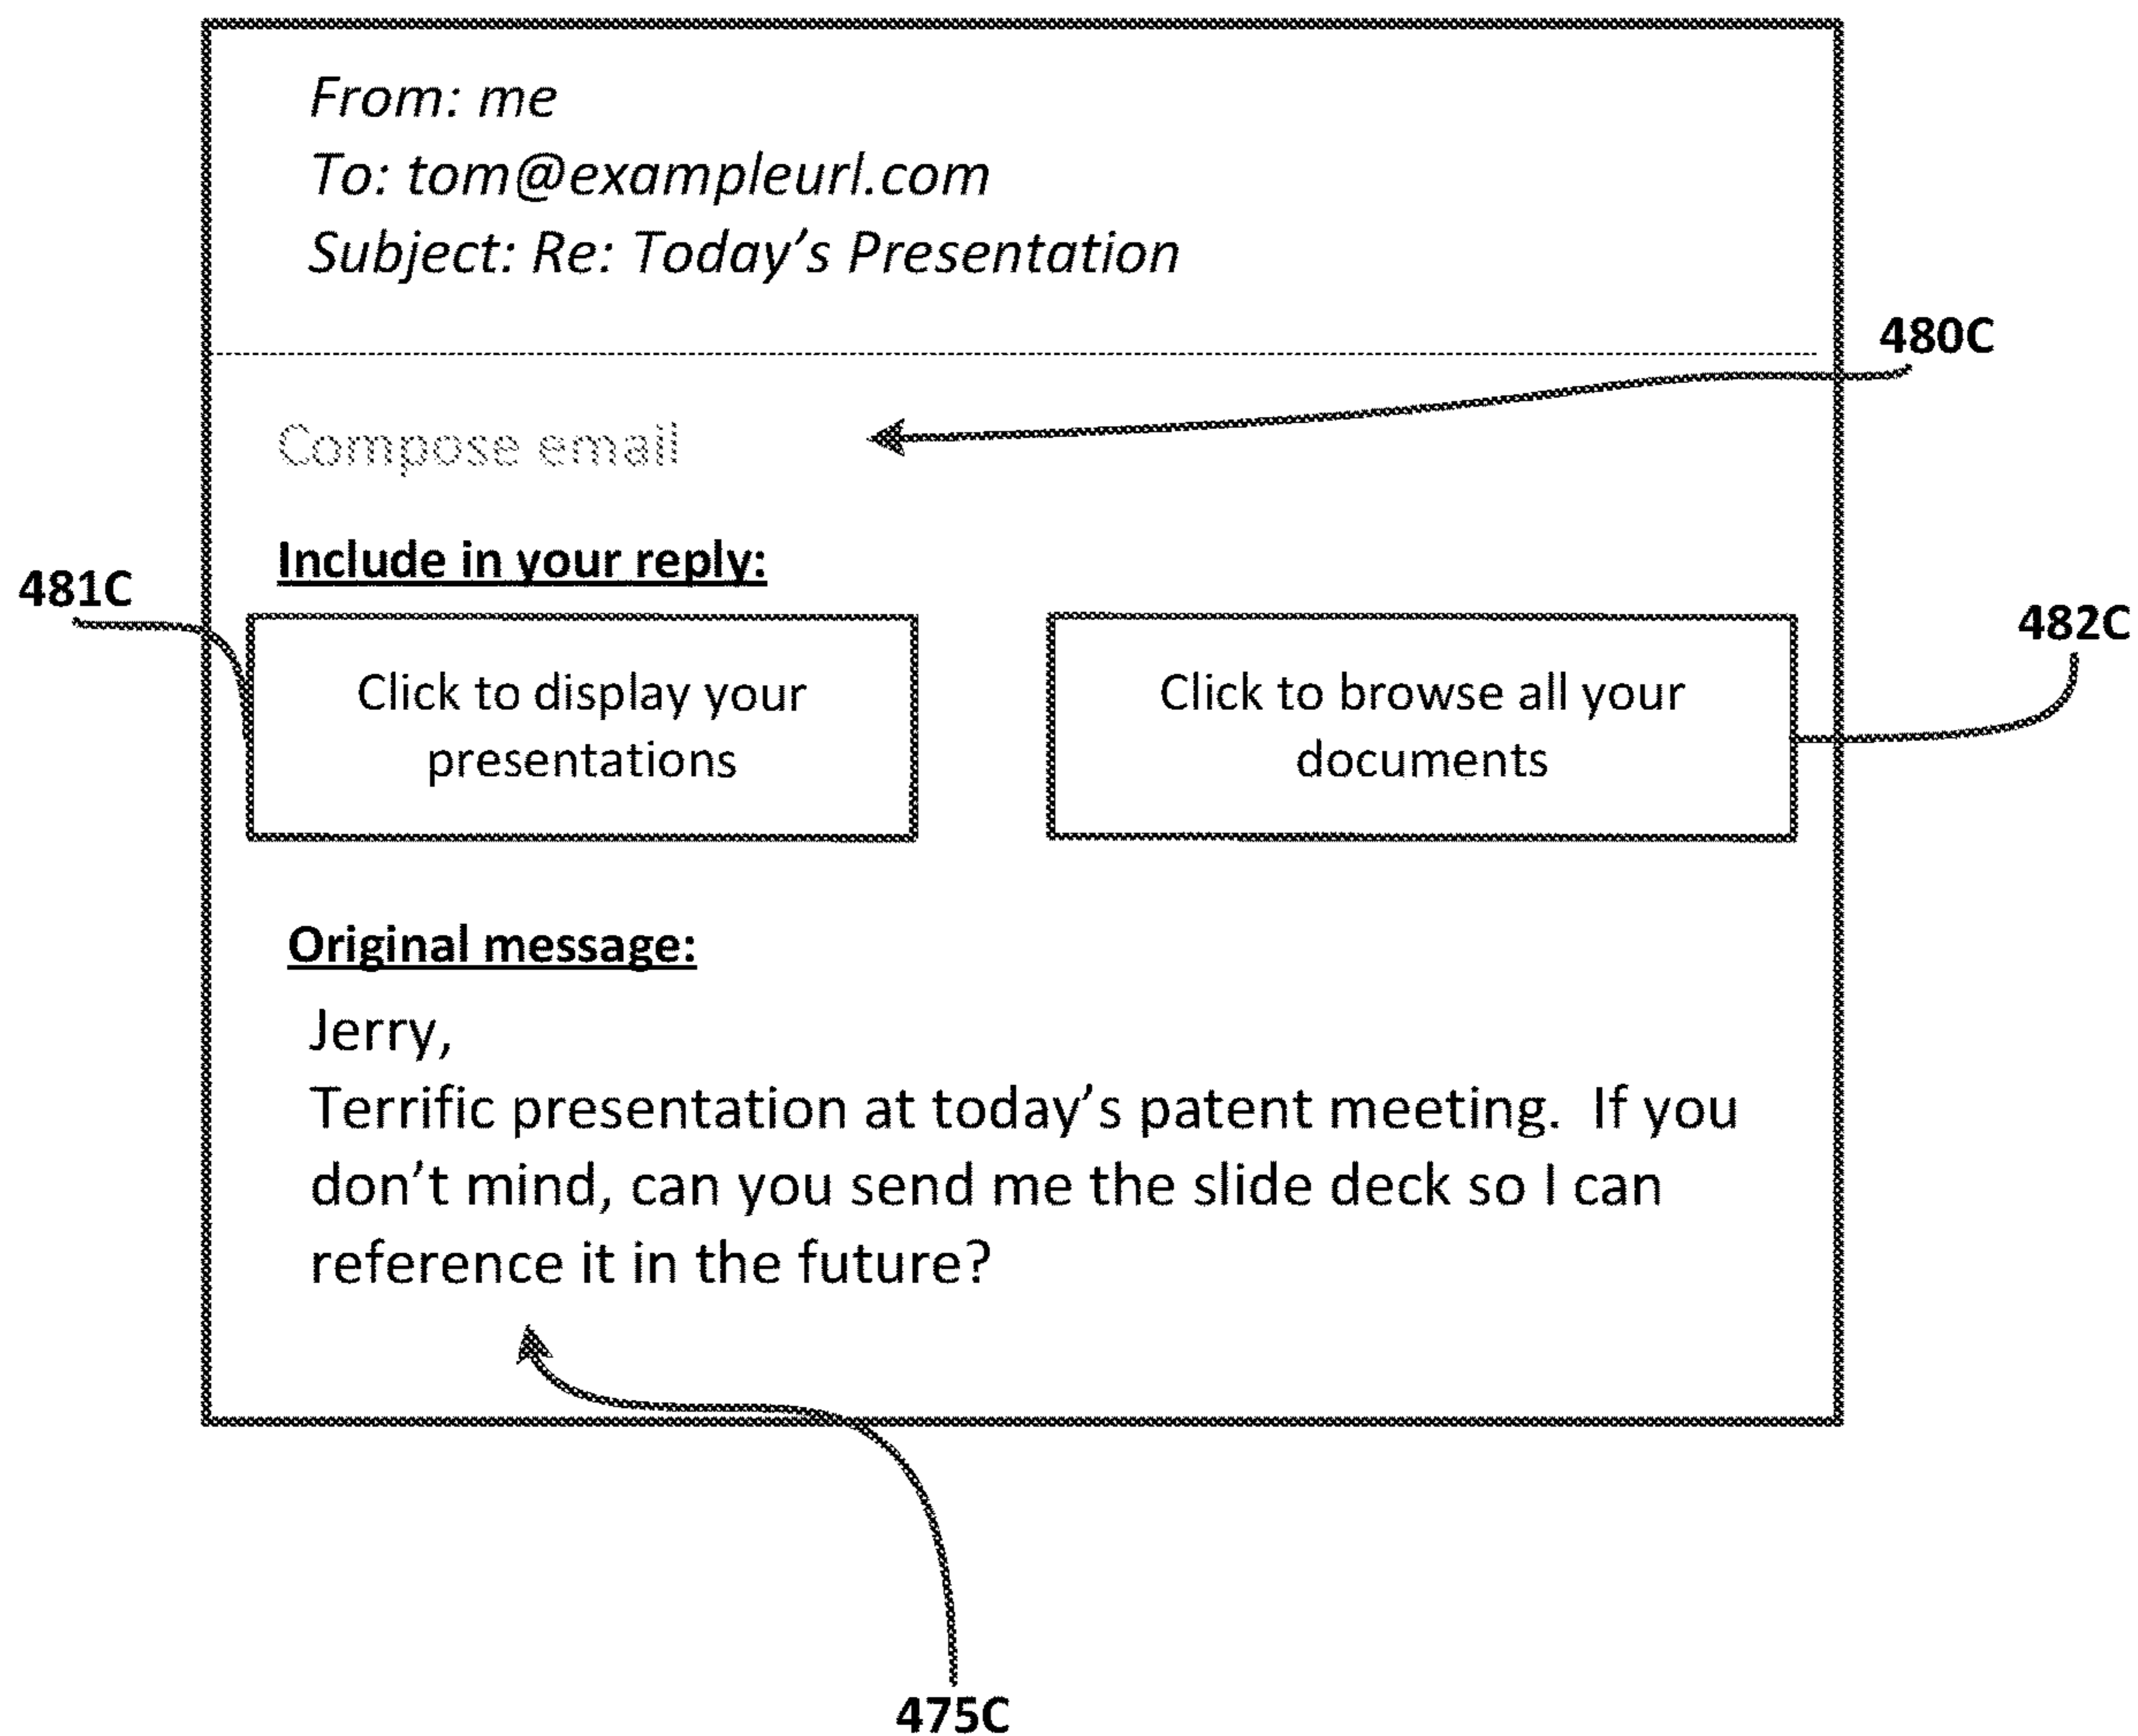 From: me
To: tom@exampleurl.com
Subject: Re: Today’s Presentation
480C
Compose email
Include in your reply:
481C
482C
Click to display your
presentations
Click to browse all your
documents
Original message:
Jerry,
Terrific presentation at today’s patent meeting.  If you
don’t mind, can you send me the slide deck so I can
reference it in the future?
475C